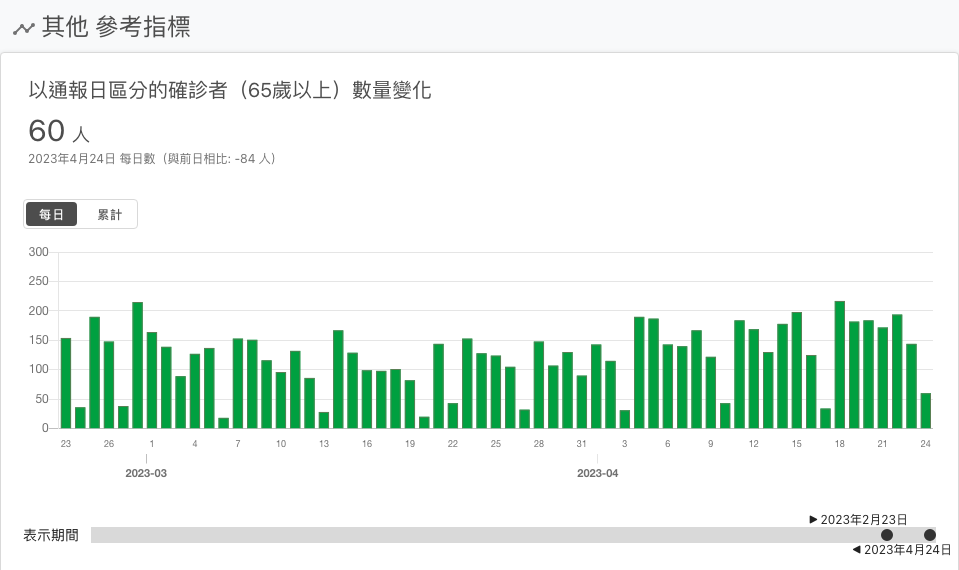 其他 參考指標
以通報日區分的確診者（65歲以上）數量變化
60 人
2023年4月24日 每日數（與前日相比: -84 人）
每日 累計
300
250
200
150
100
50
0
23 26 1 4 7 10 13 16 19 22 25 28 31 3 6 9 12 15 18 21 24
2023-03 2023-04
▶ 2023年2月23日
表示期間
◀ 2023年4月24日